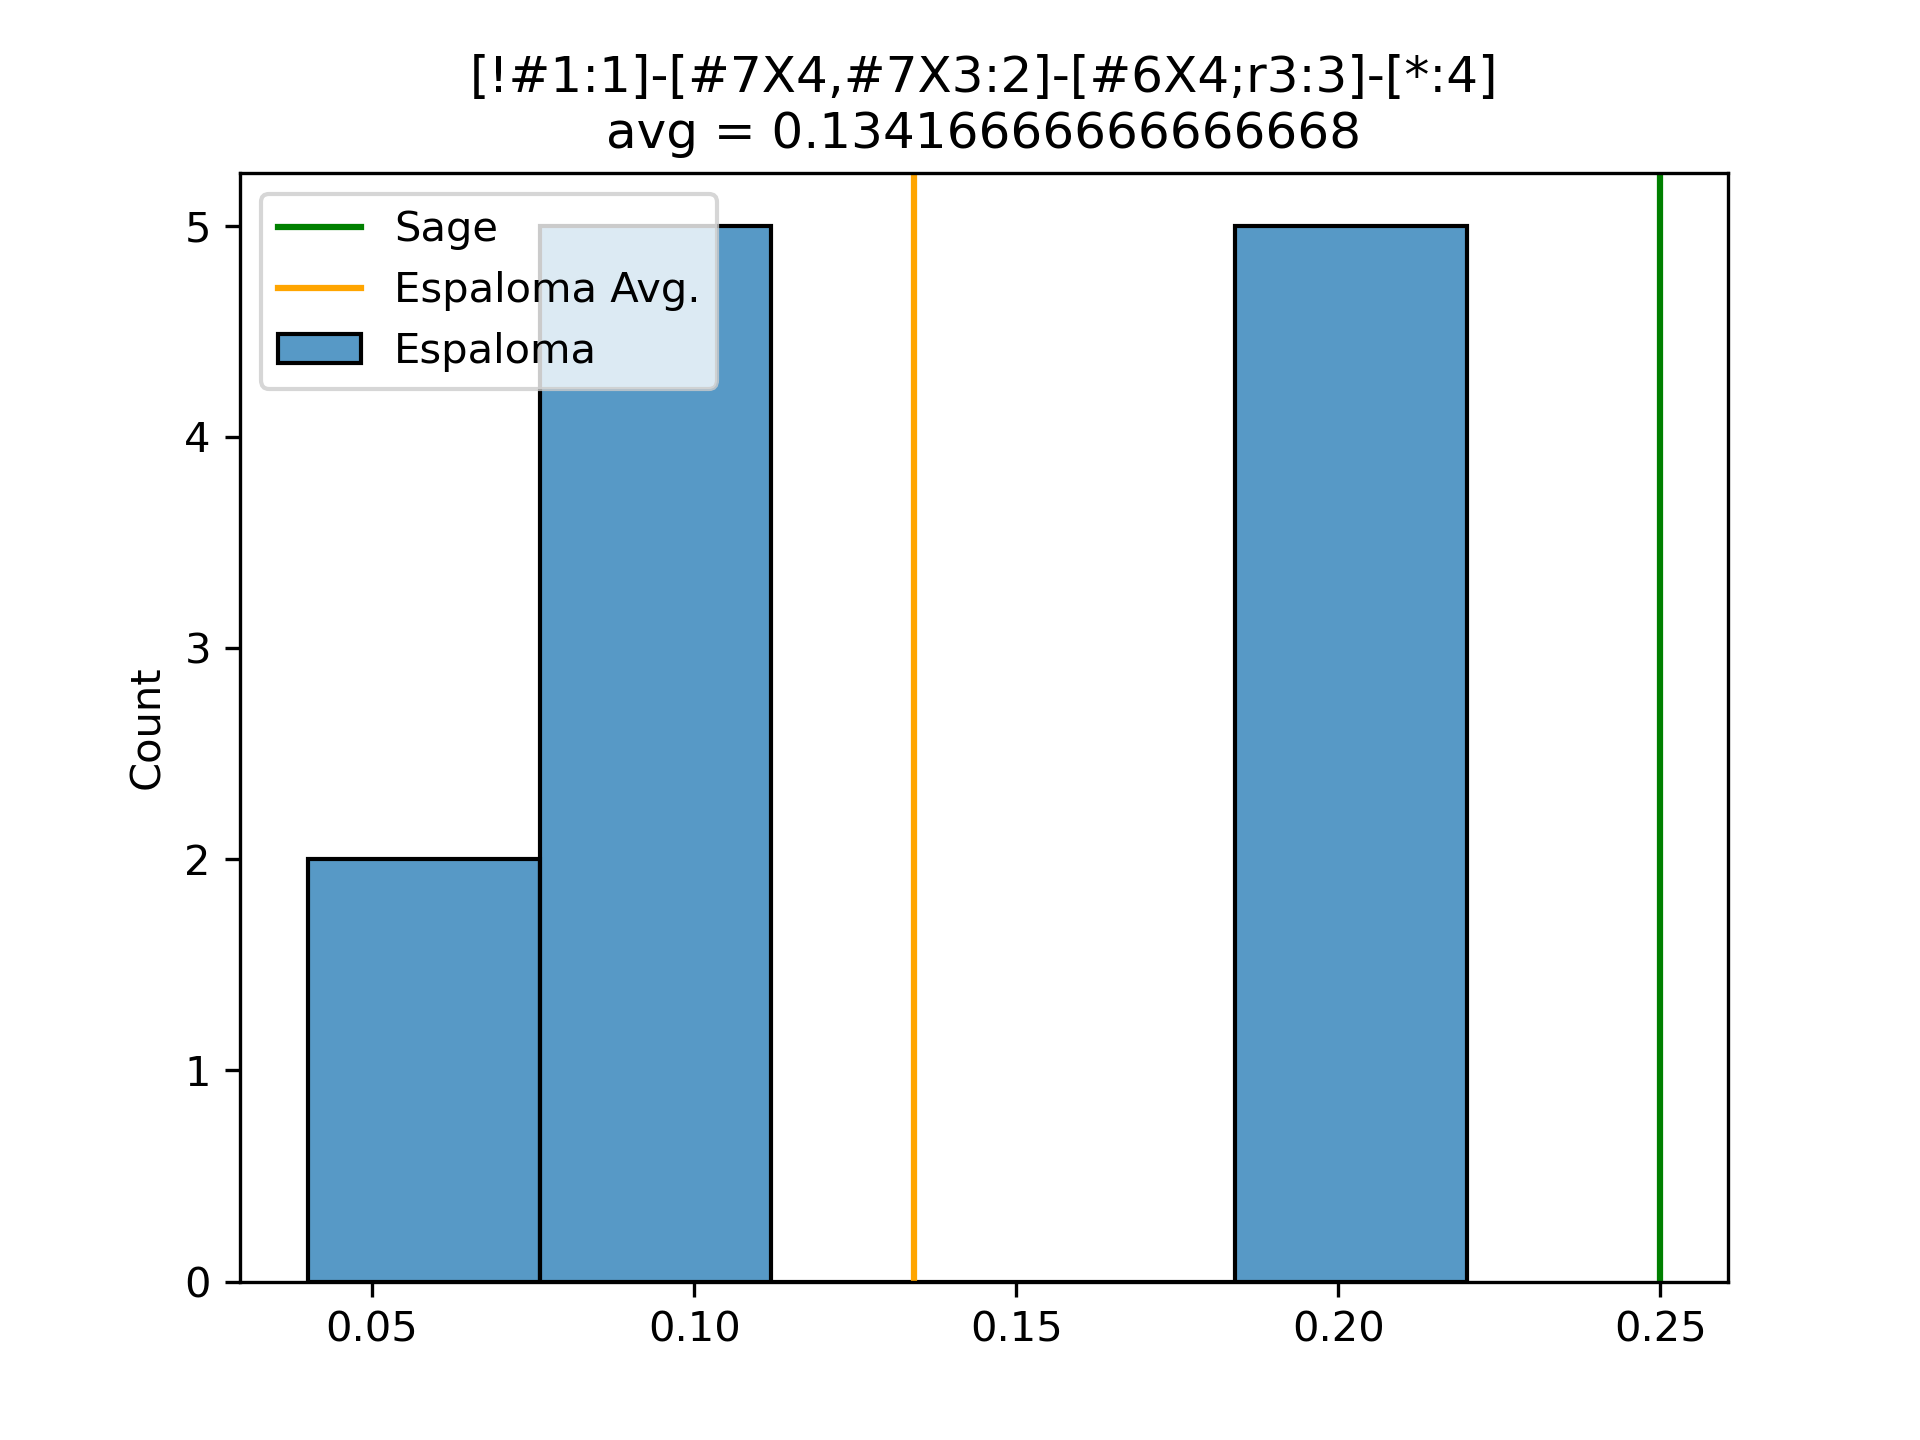 [!#1:1]-[#7X4,#7X3:2]-[#6X4;r3:3]-[*:4]
avg = 0.13416666666666668
Sage
Espaloma Avg.
Espaloma
Count
5
4
3
2
1
0
0.05 0.10 0.15 0.20 0.25